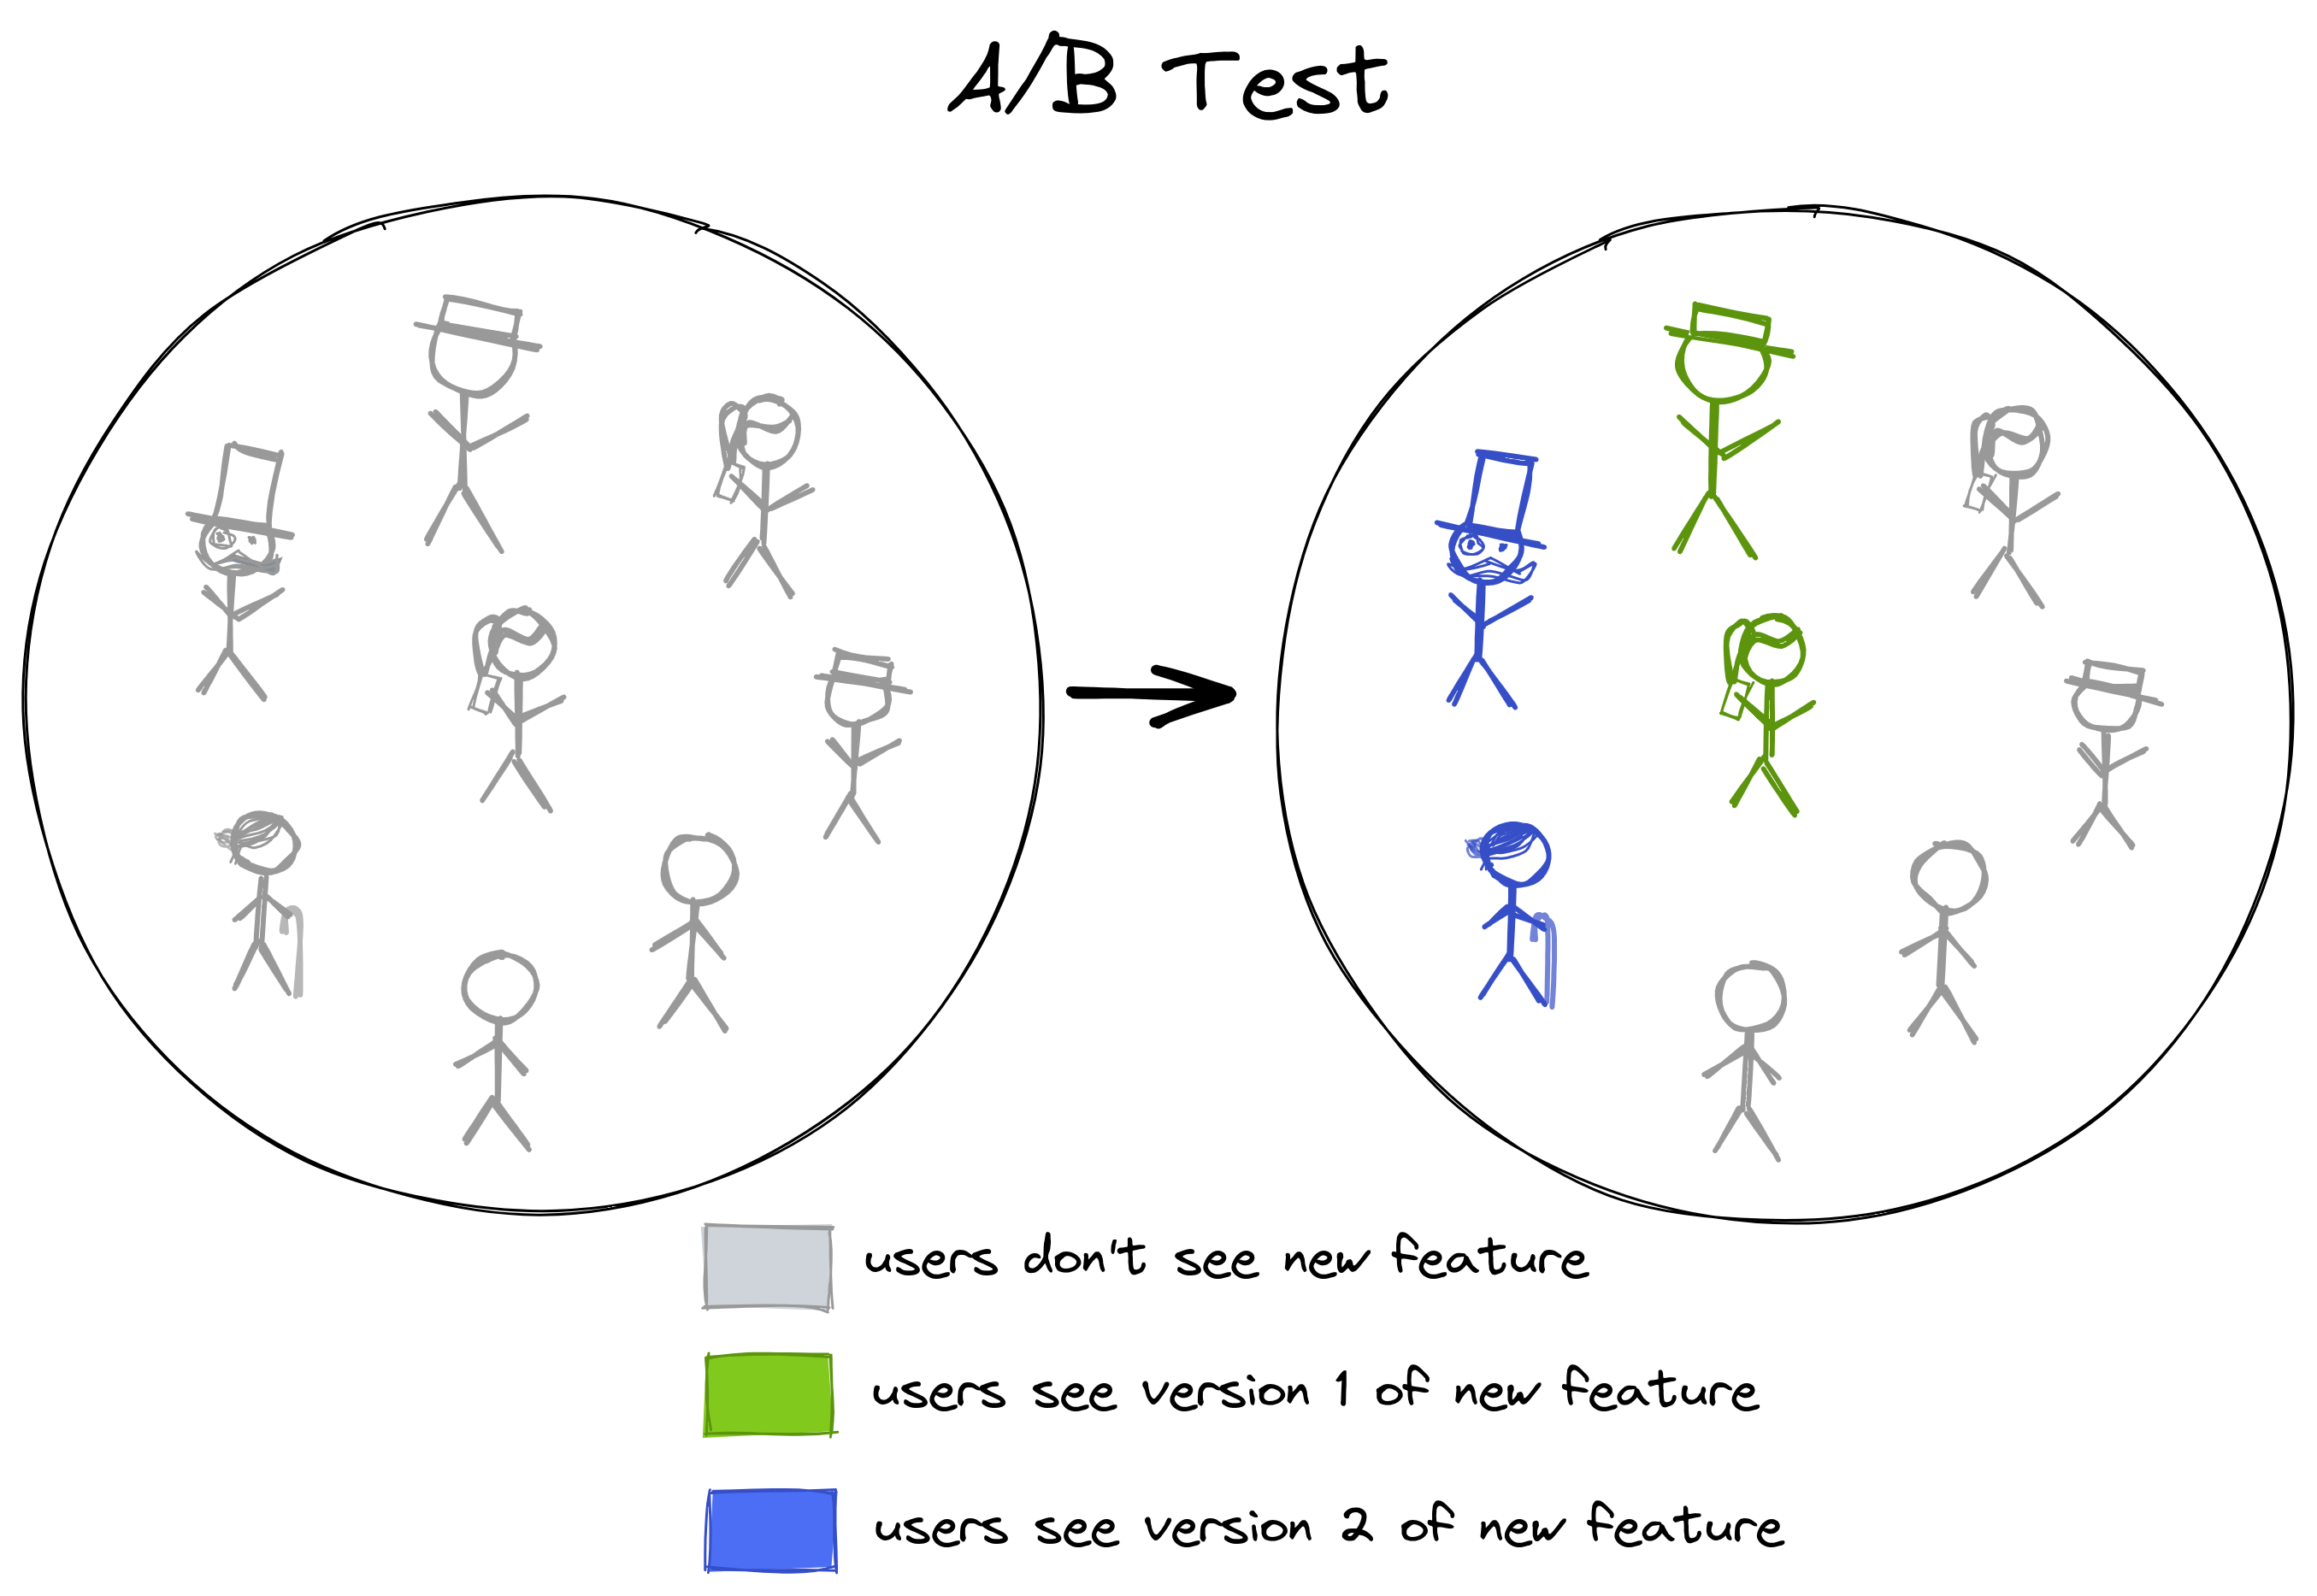 A/B Test
users don't see new feature
users see version 1 of new feature
users see version 2 of new feature